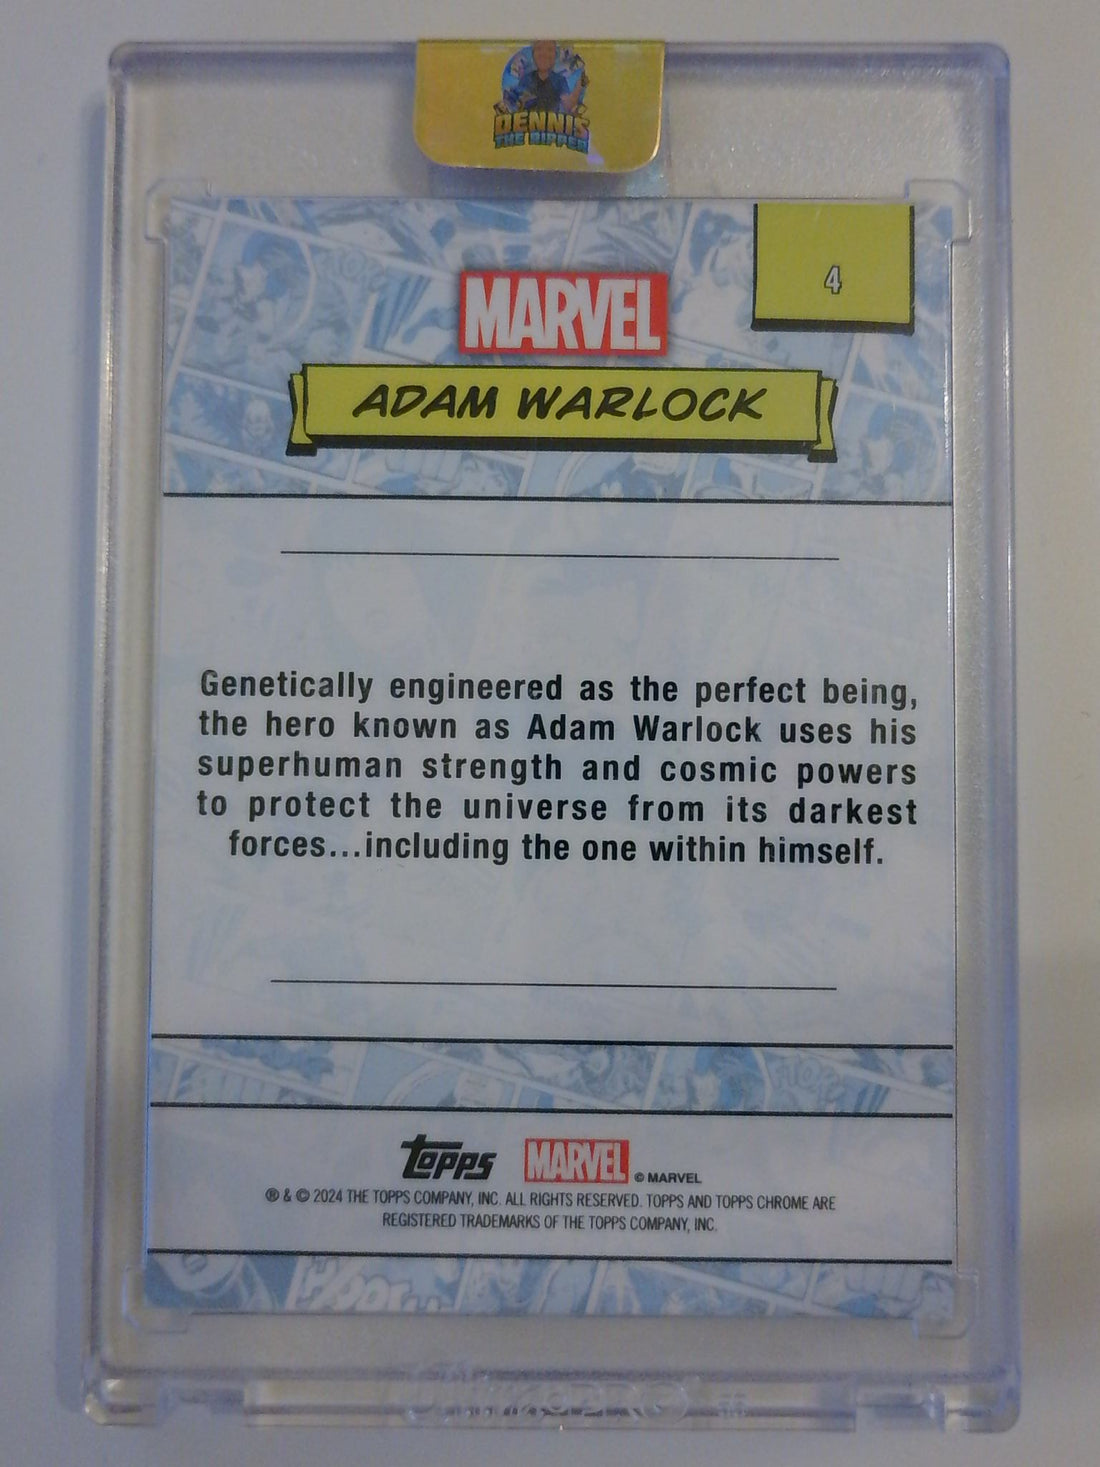 DENNIS
THE RIPPER
4
MARVEL
ADAM WARLOCK
Genetically engineered as the perfect being,
the hero known as Adam Warlock uses his
superhuman strength and cosmic powers
to protect the universe from its darkest
forces...including the one within himself.
Topps MARVEL © MARVEL
® & © 2024 THE TOPPS COMPANY, INC. ALL RIGHTS RESERVED. TOPPS AND TOPPS CHROME ARE
REGISTERED TRADEMARKS OF THE TOPPS COMPANY, INC.